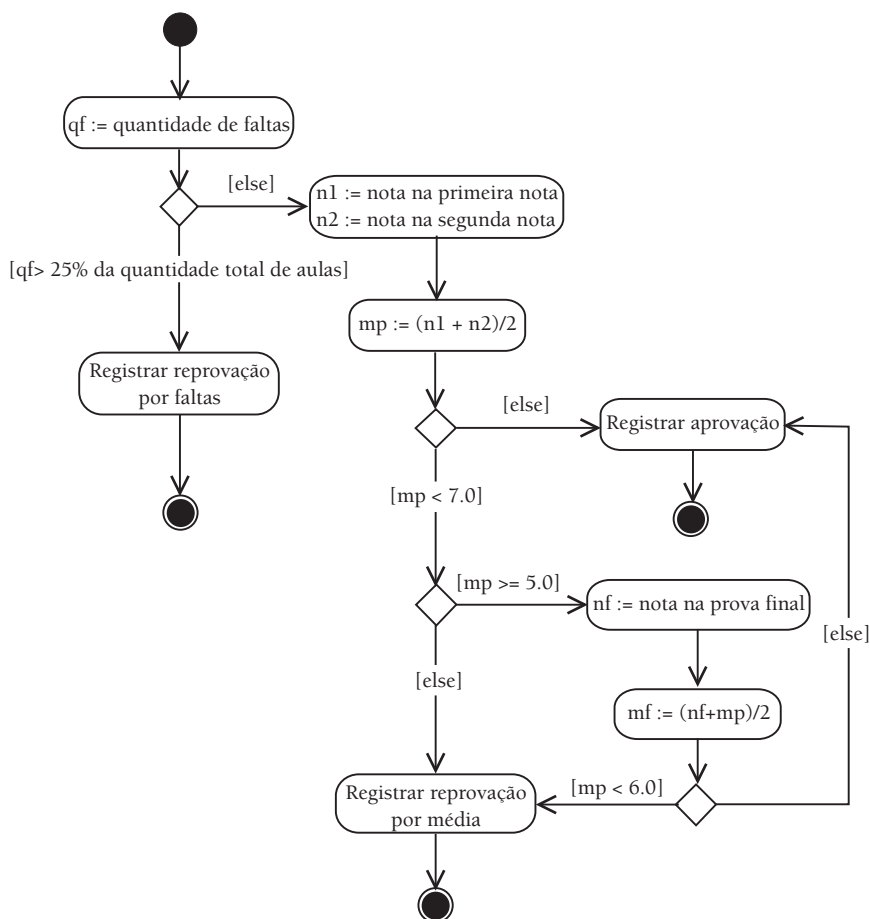 qf := quantidade de faltas
[else]
n1 := nota na primeira nota
n2 := nota na segunda nota
[qf> 25% da quantidade total de aulas]
mp := (n1 + n2)/2
Registrar reprovação
por faltas
[else]
Registrar aprovação
[mp < 7.0]
[mp >= 5.0]
nf := nota na prova final
[else]
[else]
mf := (nf+mp)/2
[mp < 6.0]
Registrar reprovação
por média